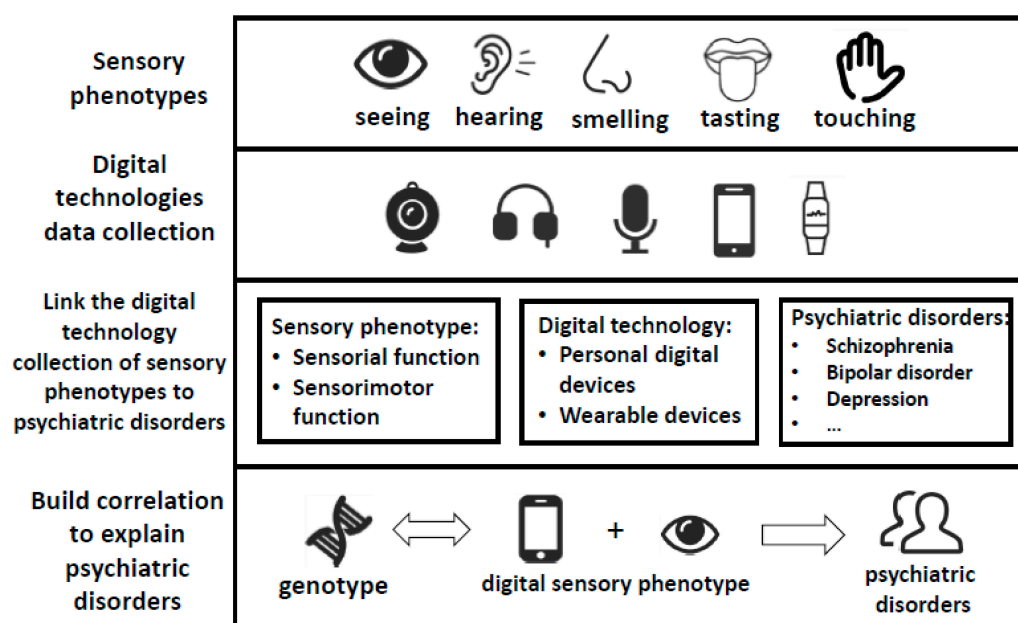 Sensory
phenotypes
seeing hearing smelling tasting touching
Digital
technologies
data collection
Link the digital
technology
collection of sensory
phenotypes to
psychiatric disorders
Sensory phenotype:
• Sensorial function
• Sensorimotor
function
Digital technology:
• Personal digital
devices
• Wearable devices
Psychiatric disorders:
• Schizophrenia
• Bipolar disorder
• Depression
• ...
Build correlation
to explain
psychiatric
disorders
genotype
+
digital sensory phenotype
psychiatric
disorders